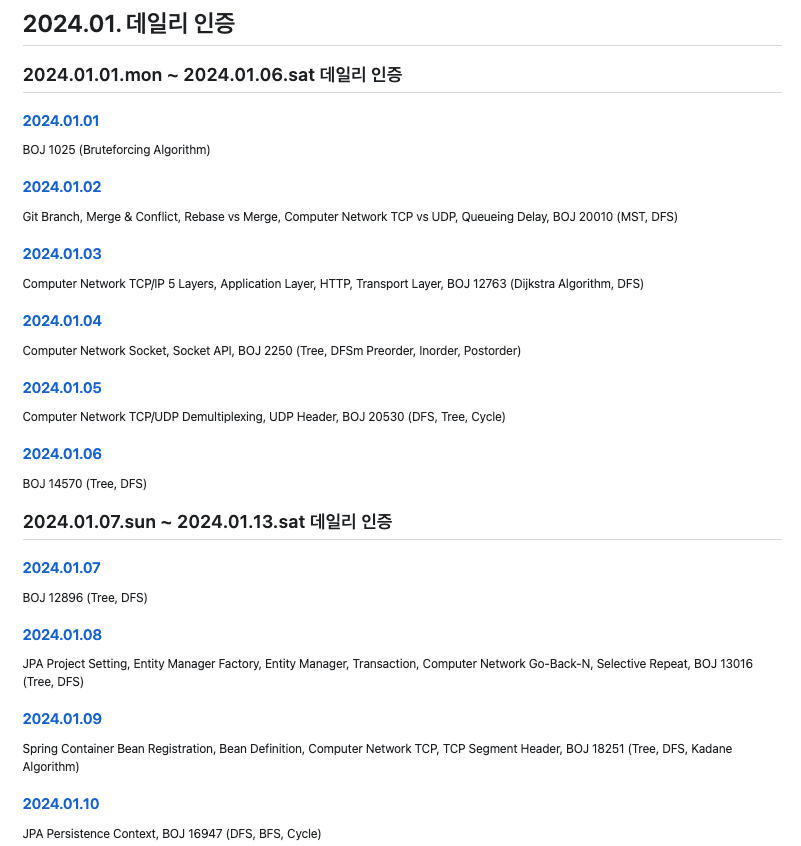 2024.01. 데일리 인증
2024.01.01.mon ~ 2024.01.06.sat 데일리 인증
2024.01.01
BOJ 1025 (Bruteforcing Algorithm)
2024.01.02
Git Branch, Merge & Conflict, Rebase vs Merge, Computer Network TCP vs UDP, Queueing Delay, BOJ 20010 (MST, DFS)
2024.01.03
Computer Network TCP/IP 5 Layers, Application Layer, HTTP, Transport Layer, BOJ 12763 (Dijkstra Algorithm, DFS)
2024.01.04
Computer Network Socket, Socket API, BOJ 2250 (Tree, DFSm Preorder, Inorder, Postorder)
2024.01.05
Computer Network TCP/UDP Demultiplexing, UDP Header, BOJ 20530 (DFS, Tree, Cycle)
2024.01.06
BOJ 14570 (Tree, DFS)
2024.01.07.sun ~ 2024.01.13.sat 데일리 인증
2024.01.07
BOJ 12896 (Tree, DFS)
2024.01.08
JPA Project Setting, Entity Manager Factory, Entity Manager, Transaction, Computer Network Go-Back-N, Selective Repeat, BOJ 13016
(Tree, DFS)
2024.01.09
Spring Container Bean Registration, Bean Definition, Computer Network TCP, TCP Segment Header, BOJ 18251 (Tree, DFS, Kadane
Algorithm)
2024.01.10
JPA Persistence Context, BOJ 16947 (DFS, BFS, Cycle)